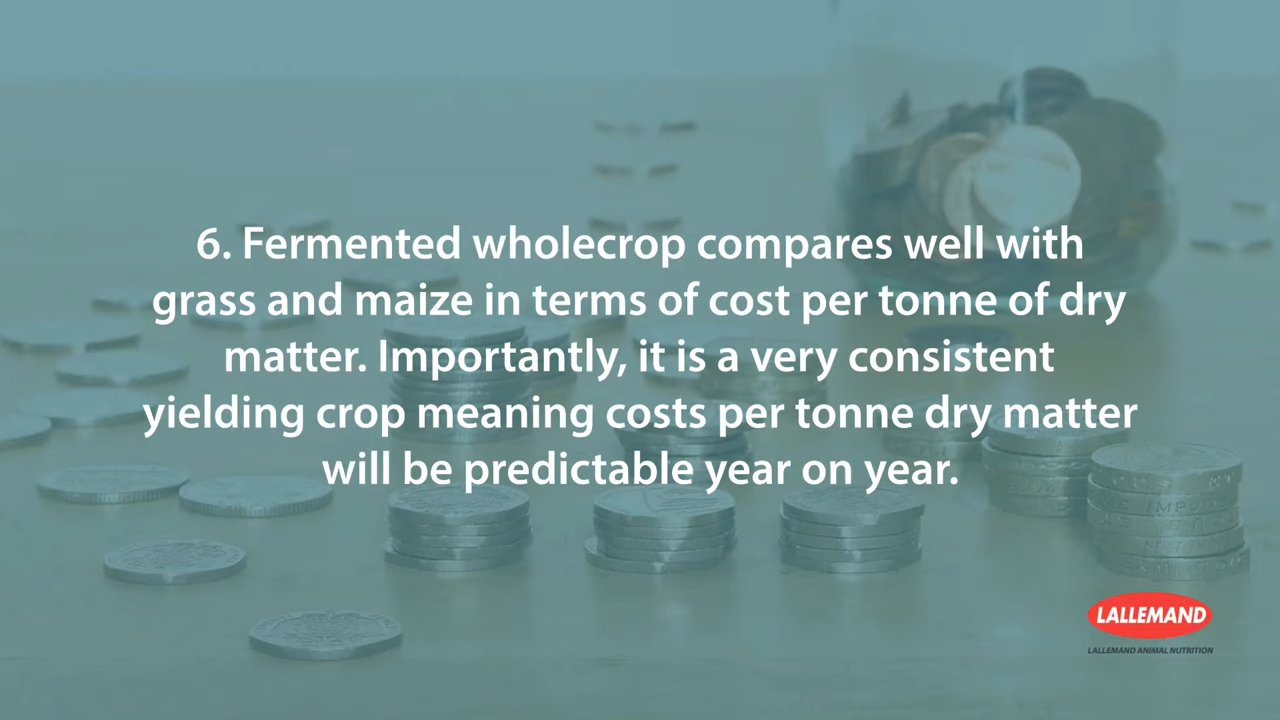 6. Fermented wholecrop compares well with
grass and maize in terms of cost per tonne of dry
matter. Importantly, it is a very consistent
yielding crop meaning costs per tonne dry matter
will be predictable year on year.
LALLEMAND
LALLEMAND ANIMAL NUTRITION